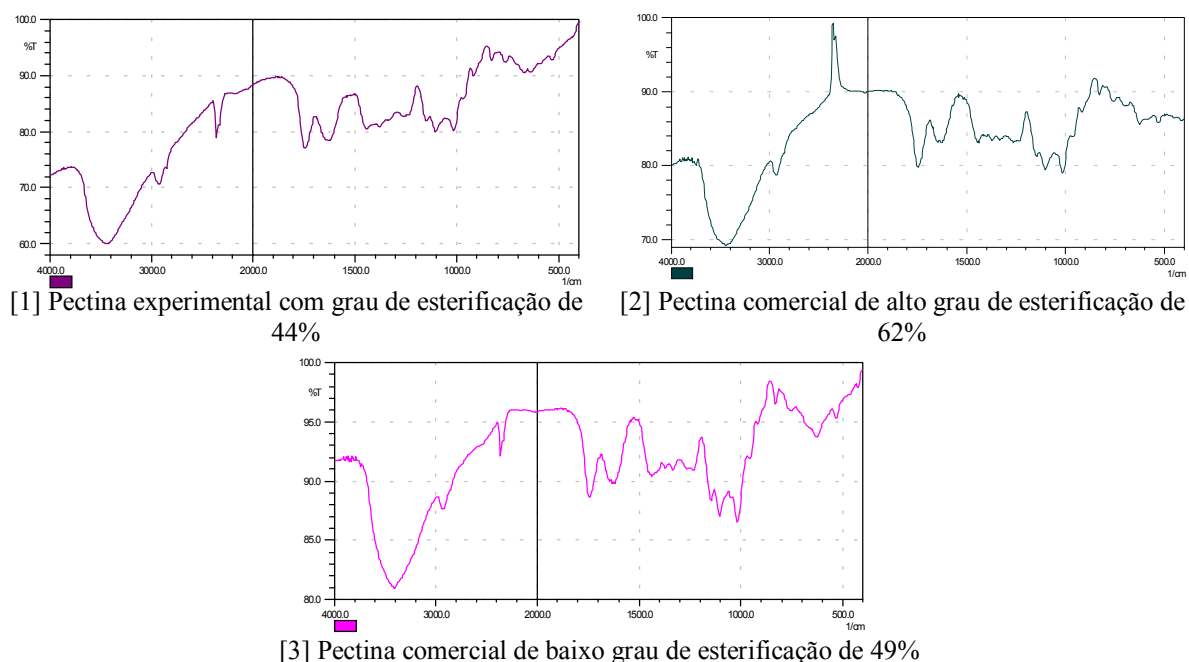 100.0
%T
90.0
80.0
70.0
60.0
4000.0 3000.0 2000.0 1500.0 1000.0 500.0
1/cm
[1] Pectina experimental com grau de esterificação de
44%
100.0
%T
90.0
80.0
70.0
4000.0 3000.0 2000.0 1500.0 1000.0 500.0
1/cm
[2] Pectina comercial de alto grau de esterificação de
62%
100.0
%T
95.0
90.0
85.0
80.0
4000.0 3000.0 2000.0 1500.0 1000.0 500.0
1/cm
[3] Pectina comercial de baixo grau de esterificação de 49%